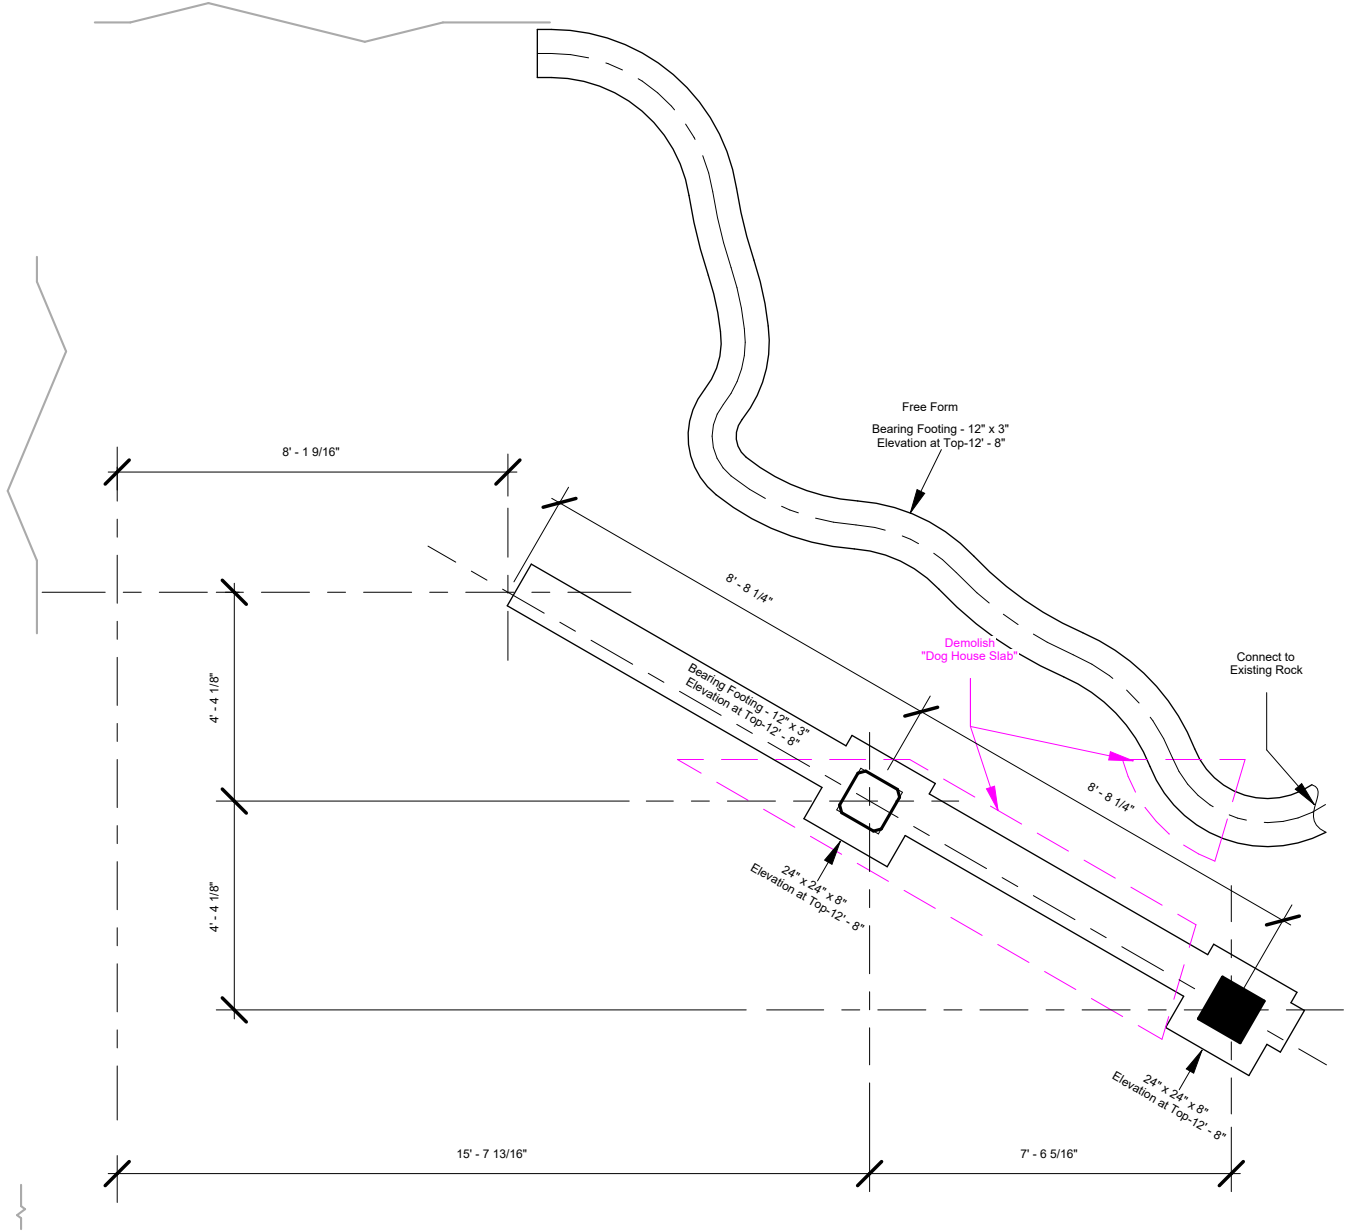 Free Form
Bearing Footing - 12" x 3"
Elevation at Top-12' - 8"
8' - 1 9/16"
8' - 8 1/4"
Demolish
"Dog House Slab"
Connect to
Existing Rock
4' - 4 1/8"
Bearing Footing - 12" x 3"
Elevation at Top-12' - 8"
8' - 8 1/4"
24" x 24" x 8"
Elevation at Top-12' - 8"
4' - 4 1/8"
24" x 24" x 8"
Elevation at Top-12' - 8"
15' - 7 13/16"
7' - 6 5/16"